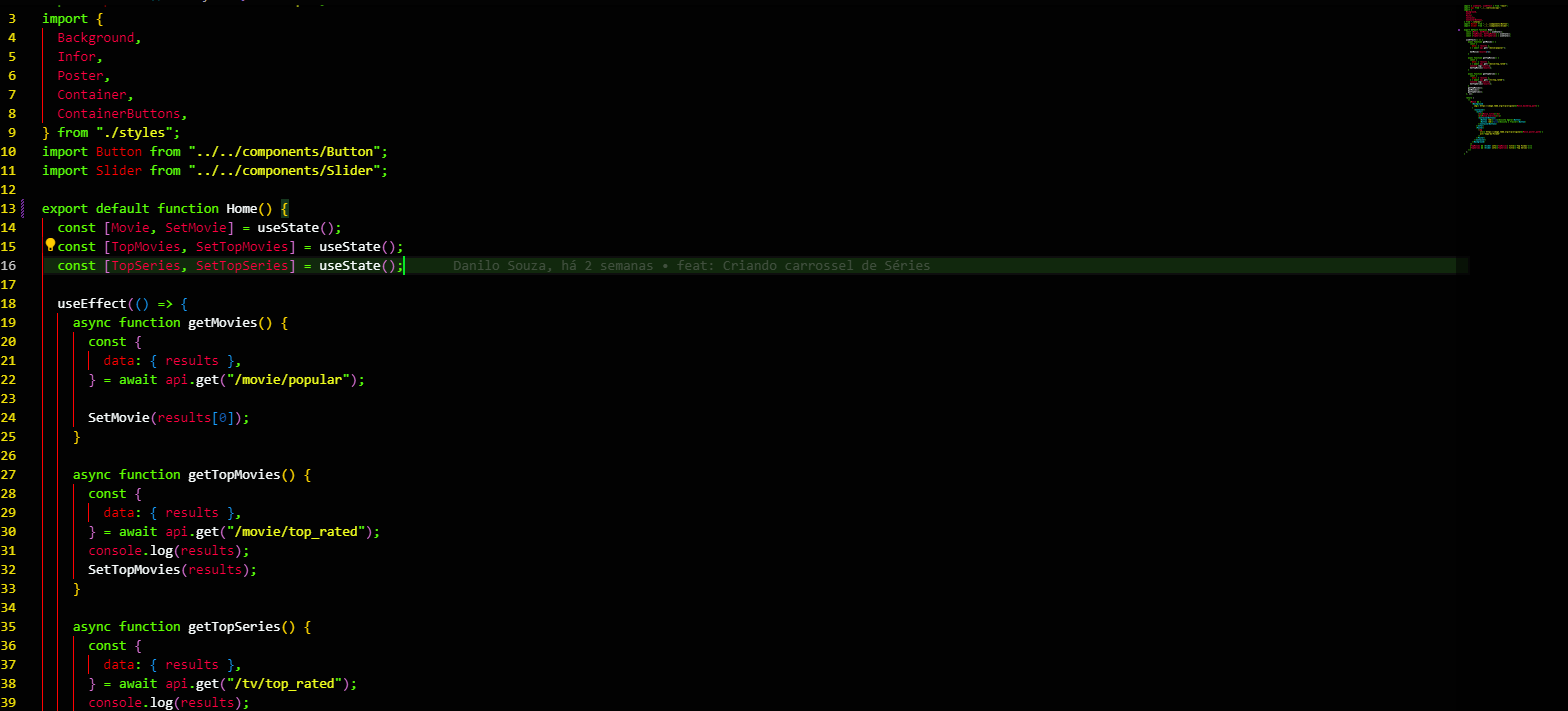 3 import {
4 Background,
5 Infor,
6 Poster,
7 Container,
8 ContainerButtons,
9 } from "./styles";
10 import Button from "../../components/Button";
11 import Slider from "../../components/Slider";
12
13 export default function Home() {
14 const [Movie, SetMovie] = useState();
15 const [TopMovies, SetTopMovies] = useState();
16 const [TopSeries, SetTopSeries] = useState(); Danilo Souza, há 2 semanas • feat: Criando carrossel de Séries
17
18 useEffect(() => {
19 async function getMovies() {
20 const {
21 data: { results },
22 } = await api.get("/movie/popular");
23
24 SetMovie(results[0]);
25 }
26
27 async function getTopMovies() {
28 const {
29 data: { results },
30 } = await api.get("/movie/top_rated");
31 console.log(results);
32 SetTopMovies(results);
33 }
34
35 async function getTopSeries() {
36 const {
37 data: { results },
38 } = await api.get("/tv/top_rated");
39 console.log(results);